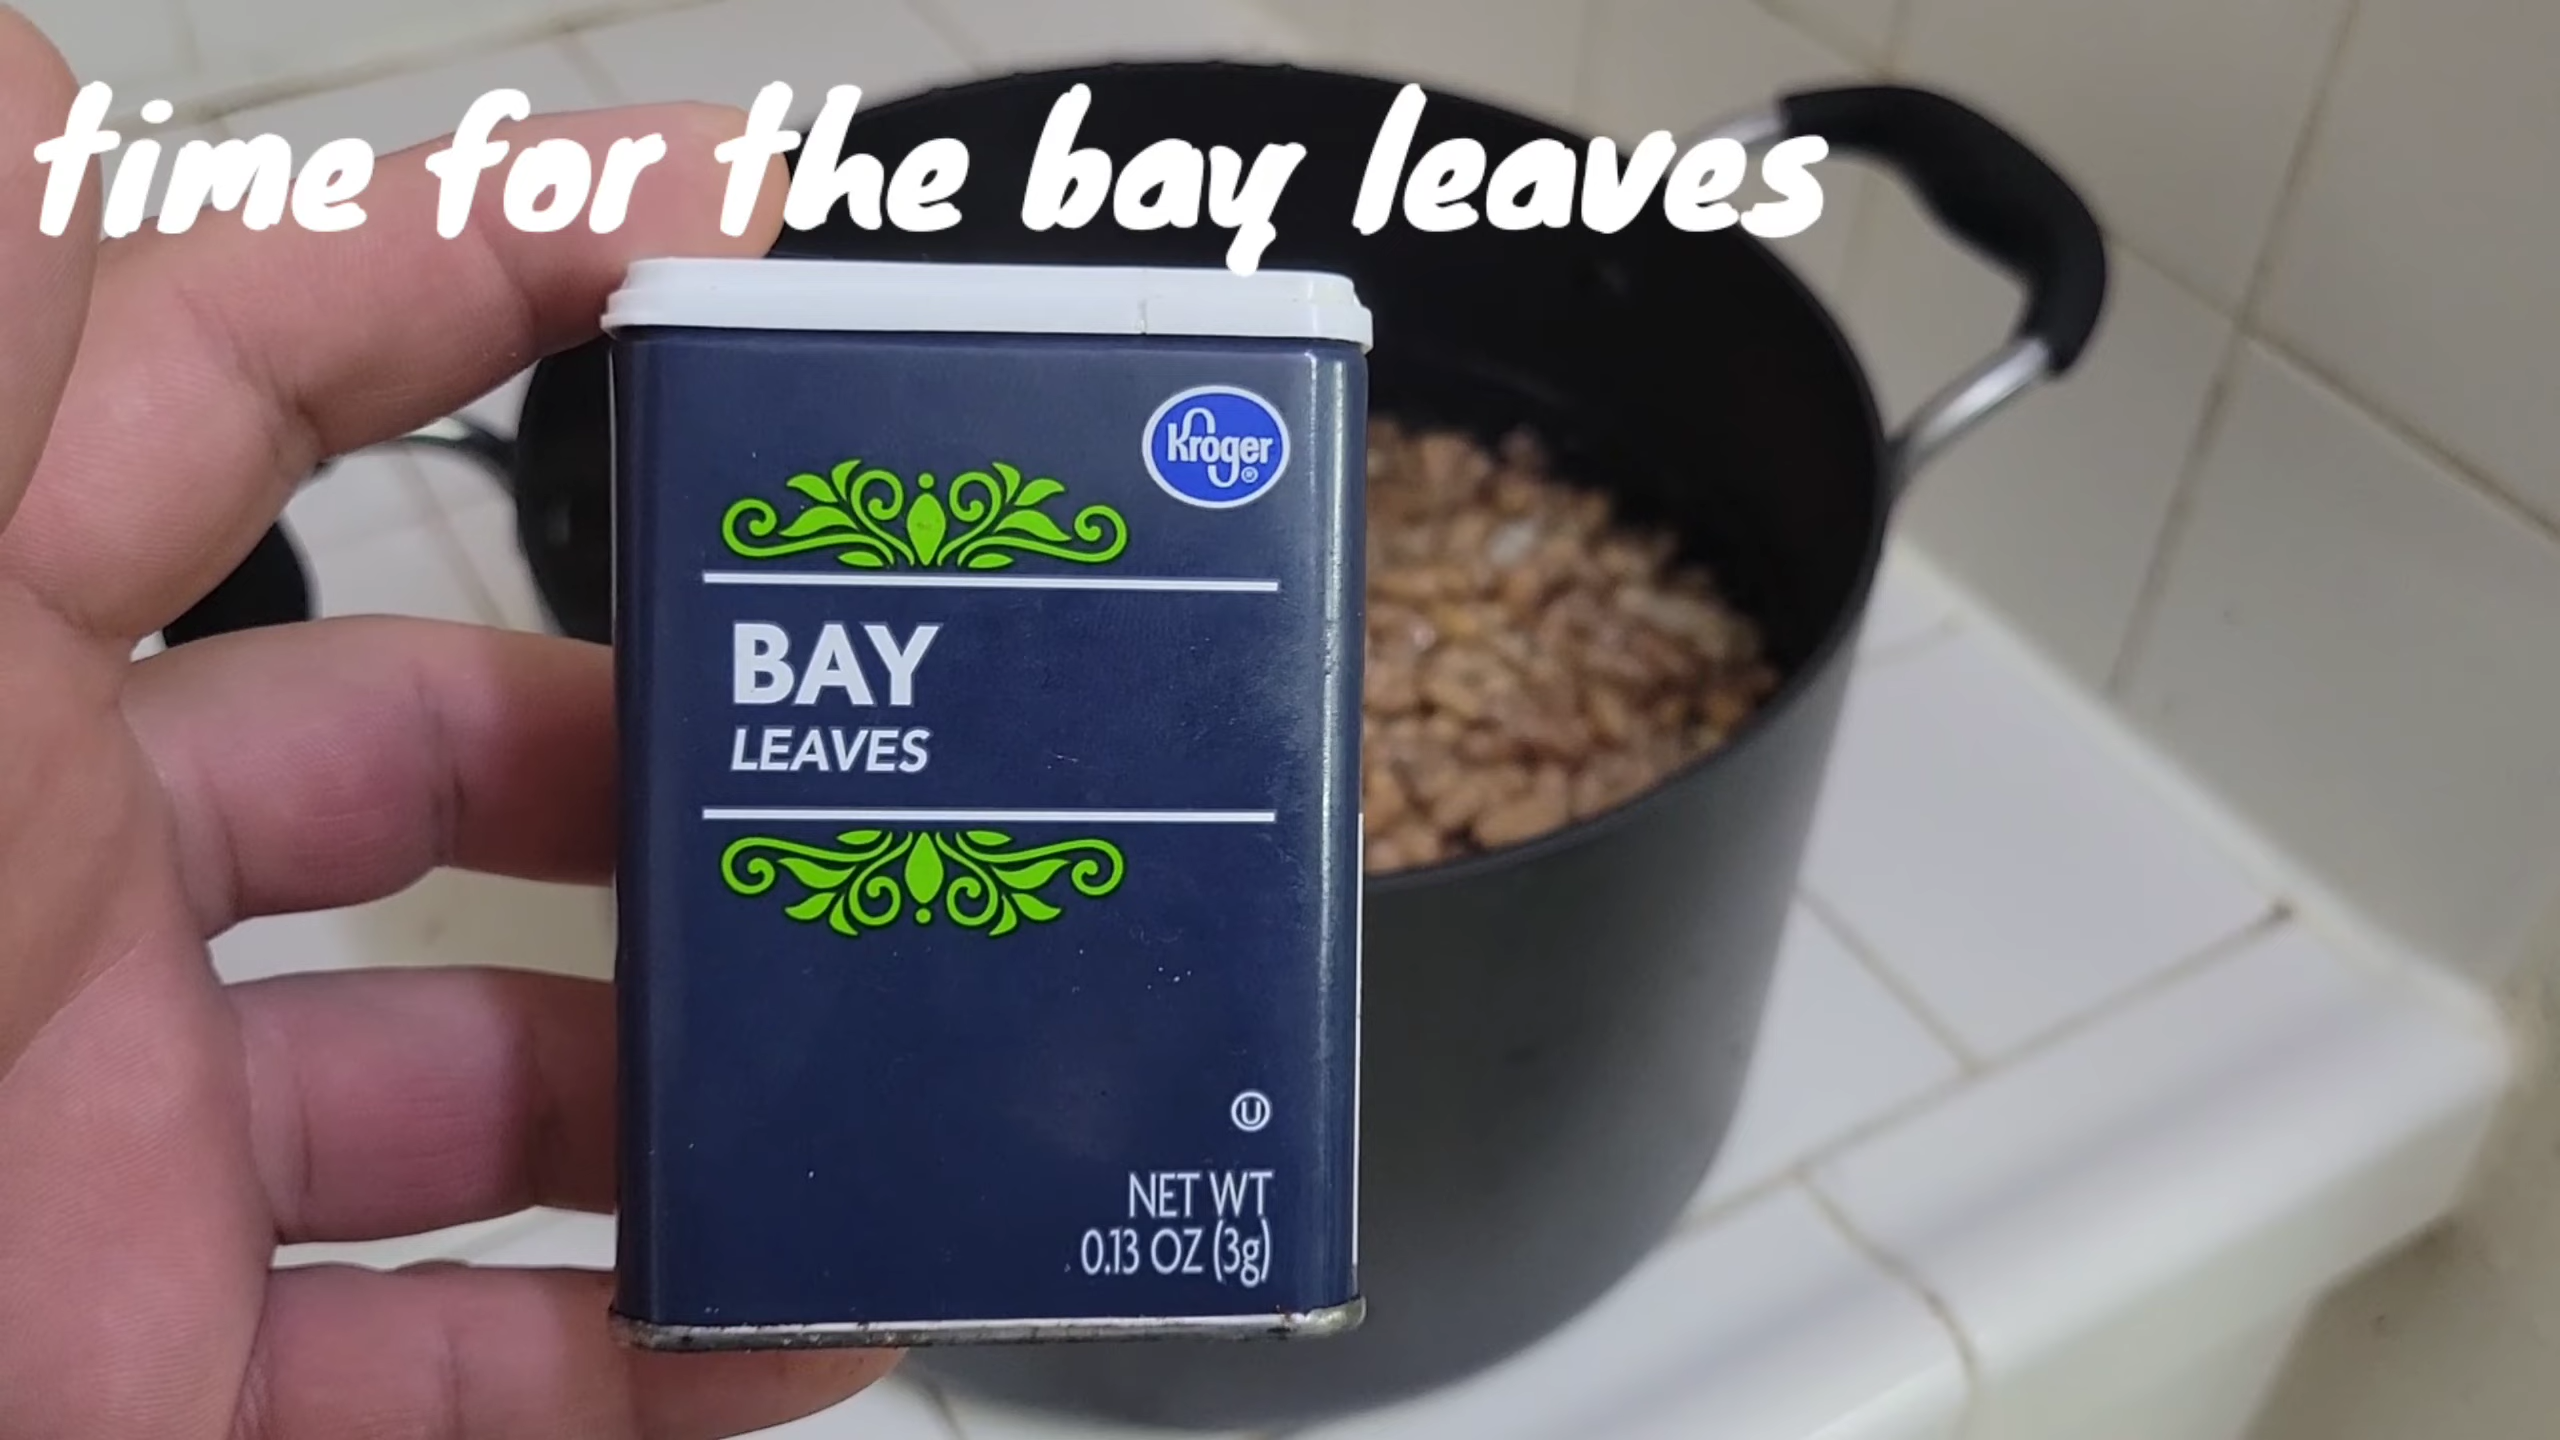 time for the bay leaves
Kroger
BAY
LEAVES
U
NET WT
0.13 OZ (3g)